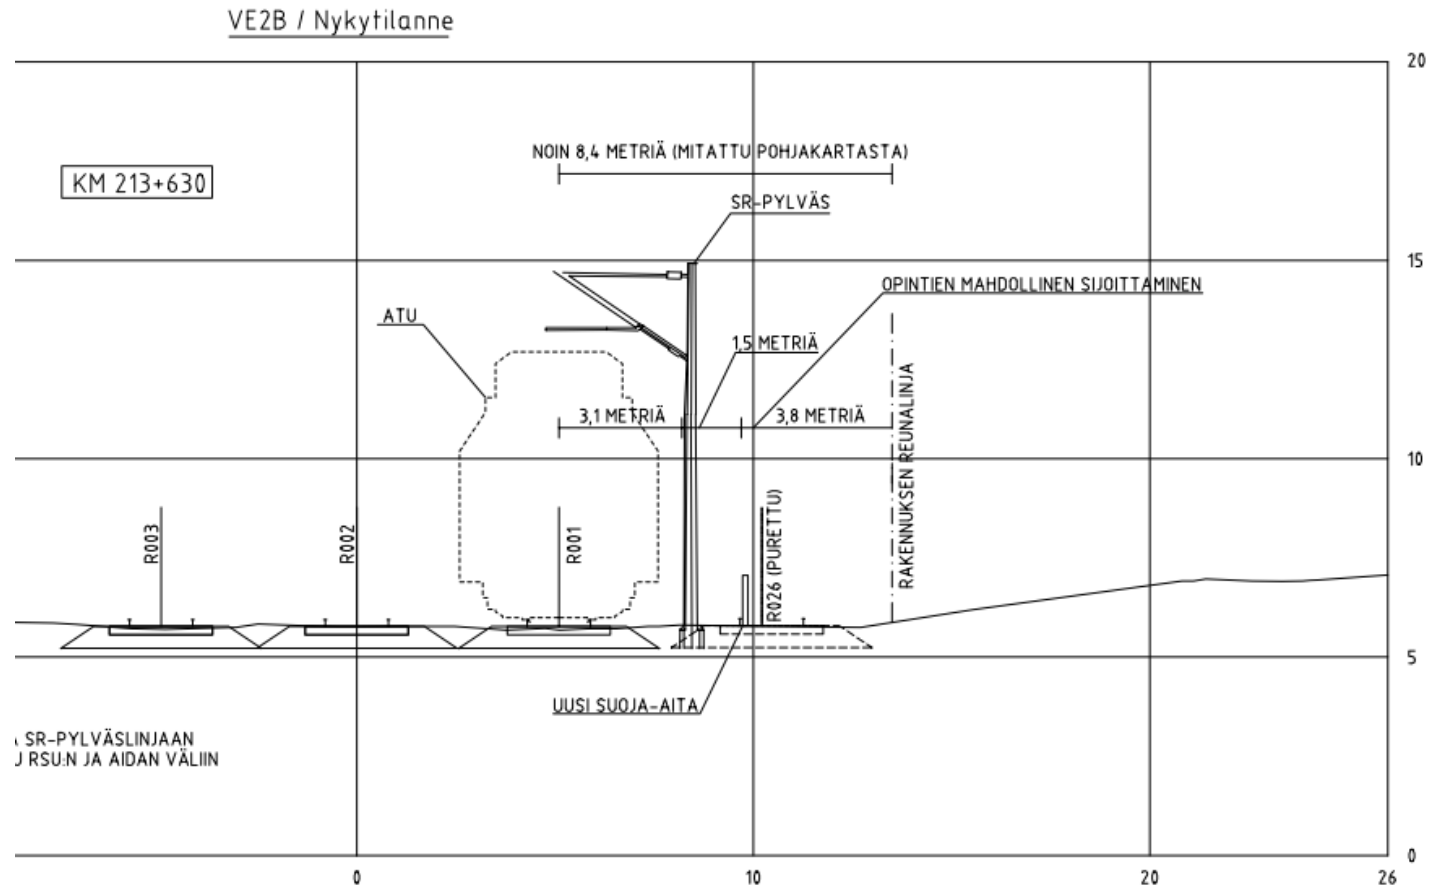 VE2B / Nykytilanne
20
NOIN 8,4 METRIÄ (MITATTU POHJAKARTASTA)
KM 213+630
SR-PYLVÄS
15
OPINTIEN MAHDOLLINEN SIJOITTAMINEN
ATU
1,5 METRIÄ
3,1 METRIÄ
3,8 METRIÄ
RAKENNUKSEN REUNALINJA
10
R003
R002
R001
R026 (PURETTU)
5
UUSI SUOJA-AITA
SR-PYLVÄSLINJAAN
RSU:N JA AIDAN VÄLIIN
0
0
10
20
26